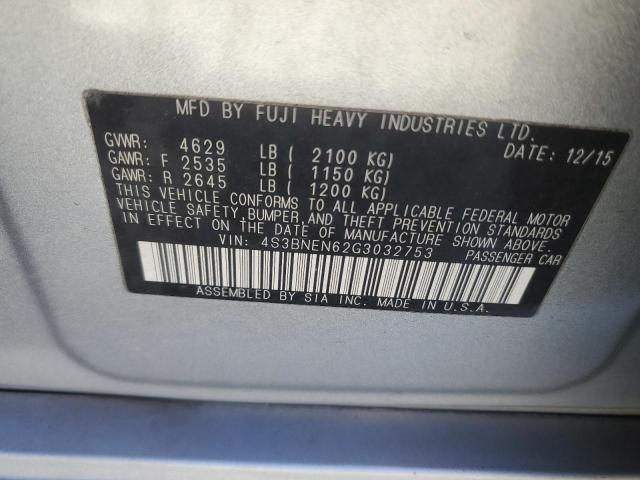 MFD BY FUJI HEAVY INDUSTRIES LTD.
DATE: 12/15
GVWR: 4629 LB ( 2100 KG)
GAWR: F 2535 LB ( 1150 KG)
GAWR: R 2645 LB ( 1200 KG)
THIS VEHICLE CONFORMS TO ALL APPLICABLE FEDERAL MOTOR
VEHICLE SAFETY, BUMPER, AND THEFT PREVENTION STANDARDS
IN EFFECT ON THE DATE OF MANUFACTURE SHOWN ABOVE.
VIN: 4S3BNEN62G3032753 PASSENGER CAR
ASSEMBLED BY SIA INC. MADE IN U.S.A.